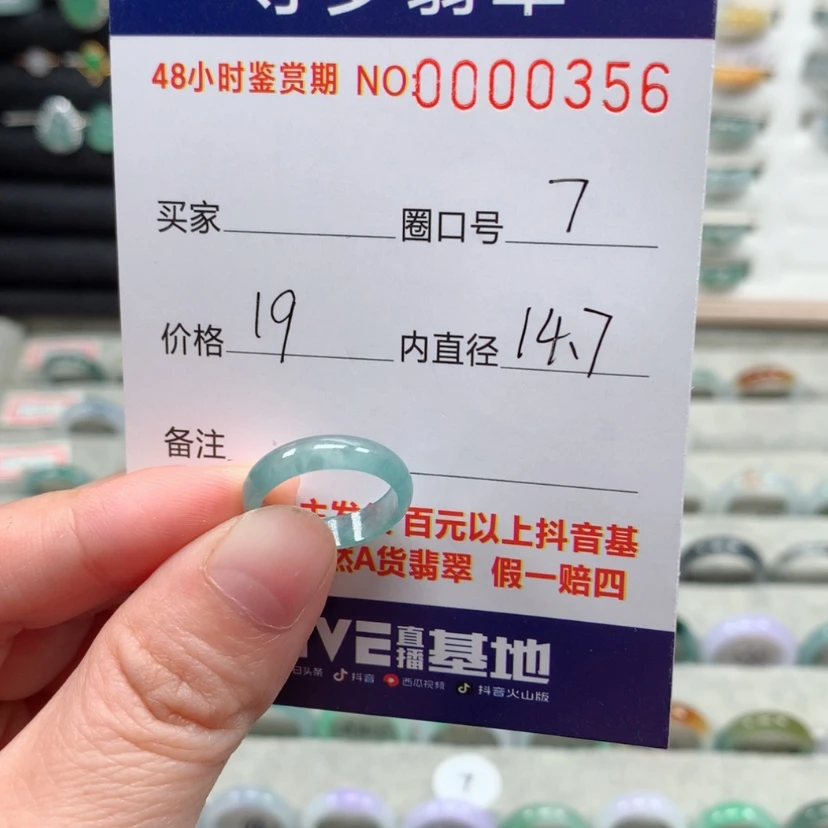 48小时鉴赏期 NO:0000356
买家 圈口号 7
价格 19 内直径 14.7
备注
百元以上抖音基
A货翡翠 假一赔四
直播基地
头条 抖音 西瓜视频 抖音火山版
7